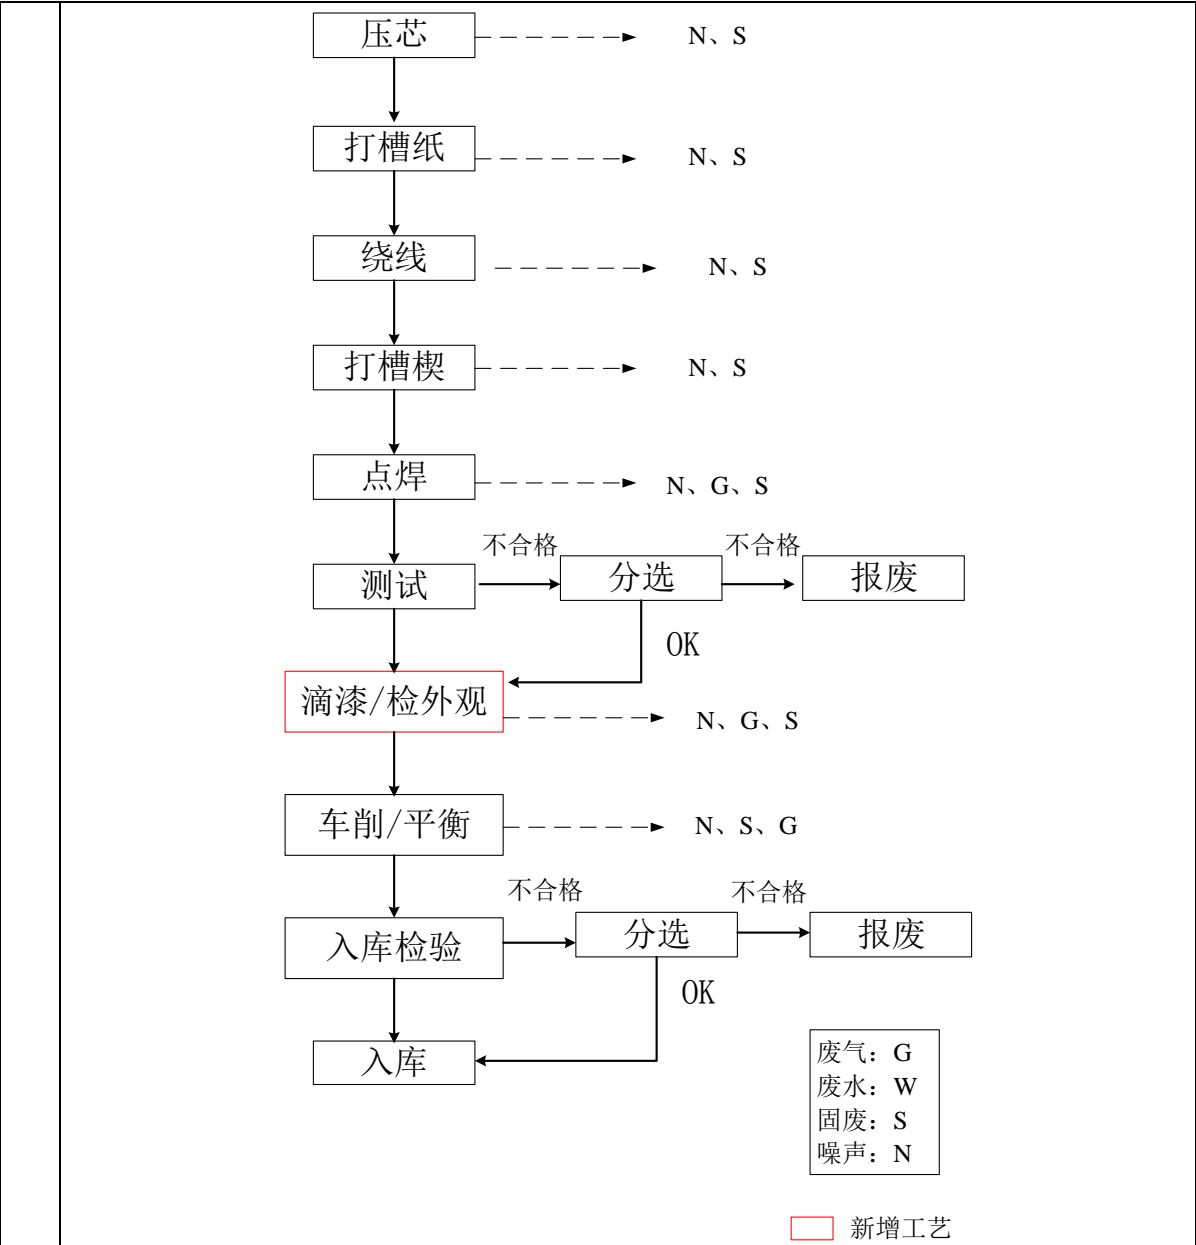 压芯
N、S
打槽纸
N、S
绕线
N、S
打槽楔
N、S
点焊
N、G、S
不合格
不合格
测试
分选
报废
OK
滴漆/检外观
N、G、S
车削/平衡
N、S、G
不合格
不合格
入库检验
分选
报废
OK
入库
废气：G
废水：W
固废：S
噪声：N
新增工艺